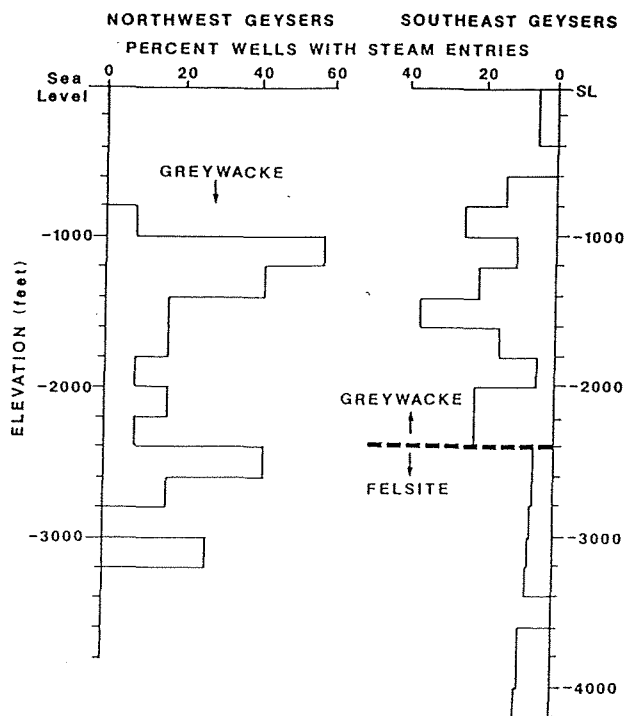 NORTHWEST GEYSERS SOUTHEAST GEYSERS
PERCENT WELLS WITH STEAM ENTRIES
Sea Level 0 20 40 60 40 20 0 SL
GREYWACKE
-1000 -1000
ELEVATION (feet)
-2000 -2000
GREYWACKE
FELSITE
-3000 -3000
-4000